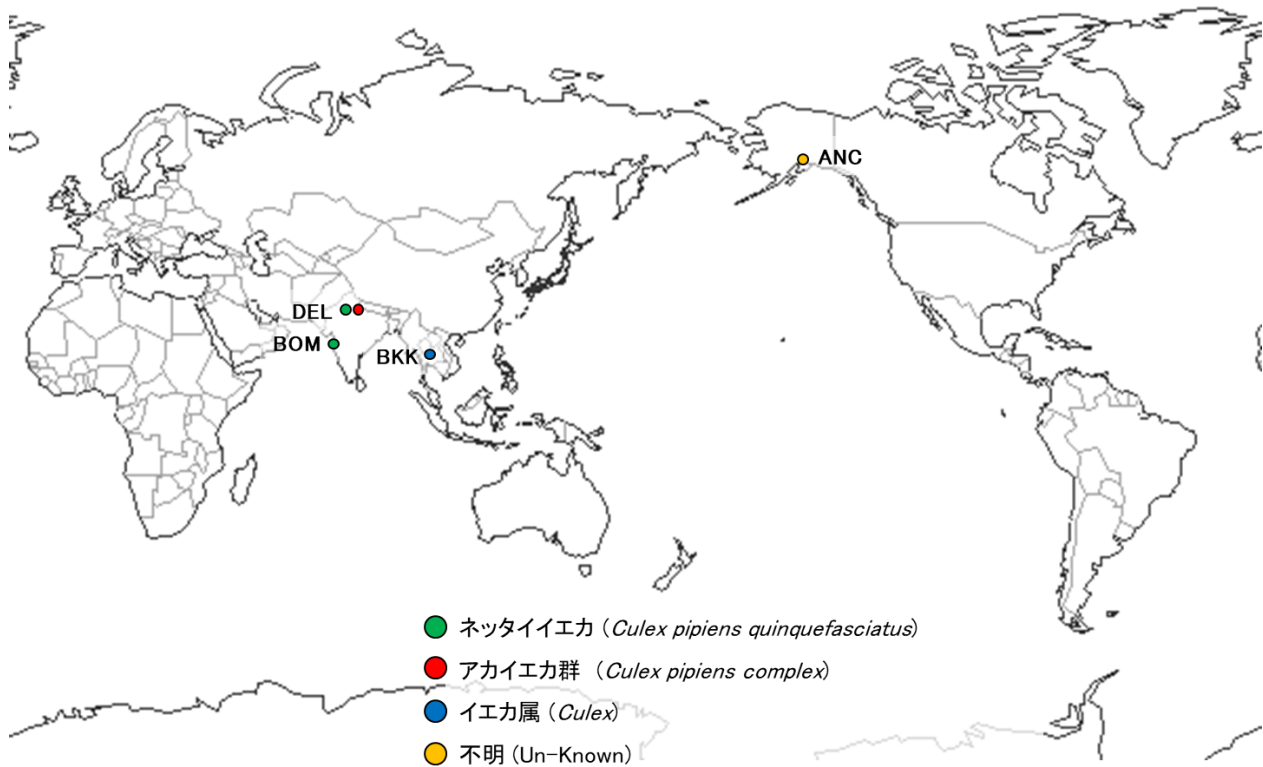 ANC
DEL
BOM
BKK
ネッタイイエカ (Culex pipiens quinquefasciatus)
アカイエカ群 (Culex pipiens complex)
イエカ属 (Culex)
不明 (Un-Known)